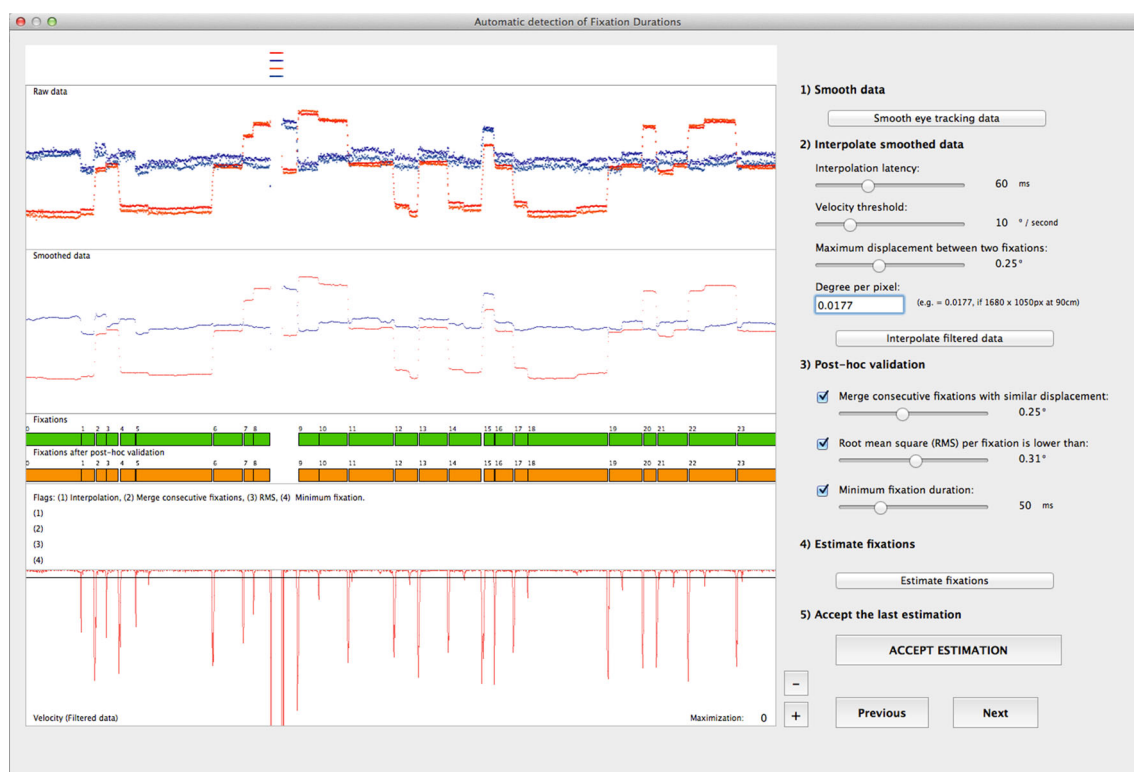 Automatic detection of Fixation Durations
Raw data
Smoothed data
Fixations
0 1 2 3 4 5 6 7 8 9 10 11 12 13 14 15 16 17 18 19 20 21 22 23
Fixations after post-hoc validation
0 1 2 3 4 5 6 7 8 9 10 11 12 13 14 15 16 17 18 19 20 21 22 23
Flags: (1) Interpolation, (2) Merge consecutive fixations, (3) RMS, (4) Minimum fixation.
(1)
(2)
(3)
(4)
Velocity (Filtered data)
Maximization: 0
1) Smooth data
Smooth eye tracking data
2) Interpolate smoothed data
Interpolation latency:
60 ms
Velocity threshold:
10 °/second
Maximum displacement between two fixations:
0.25°
Degree per pixel:
0.0177 (e.g. = 0.0177, if 1680 x 1050px at 90cm)
Interpolate filtered data
3) Post-hoc validation
Merge consecutive fixations with similar displacement:
0.25°
Root mean square (RMS) per fixation is lower than:
0.31°
Minimum fixation duration:
50 ms
4) Estimate fixations
Estimate fixations
5) Accept the last estimation
ACCEPT ESTIMATION
-
+
Previous
Next